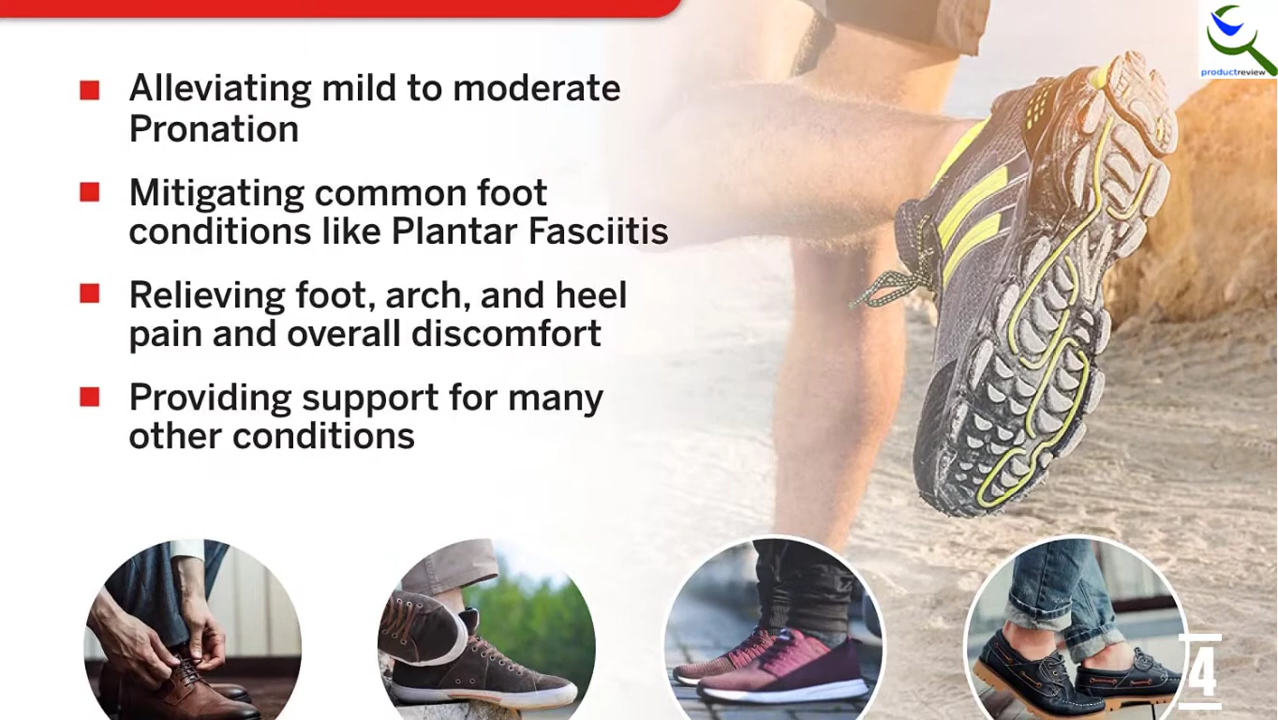 Alleviating mild to moderate
Pronation
Mitigating common foot
conditions like Plantar Fasciitis
Relieving foot, arch, and heel
pain and overall discomfort
Providing support for many
other conditions
productreview
4